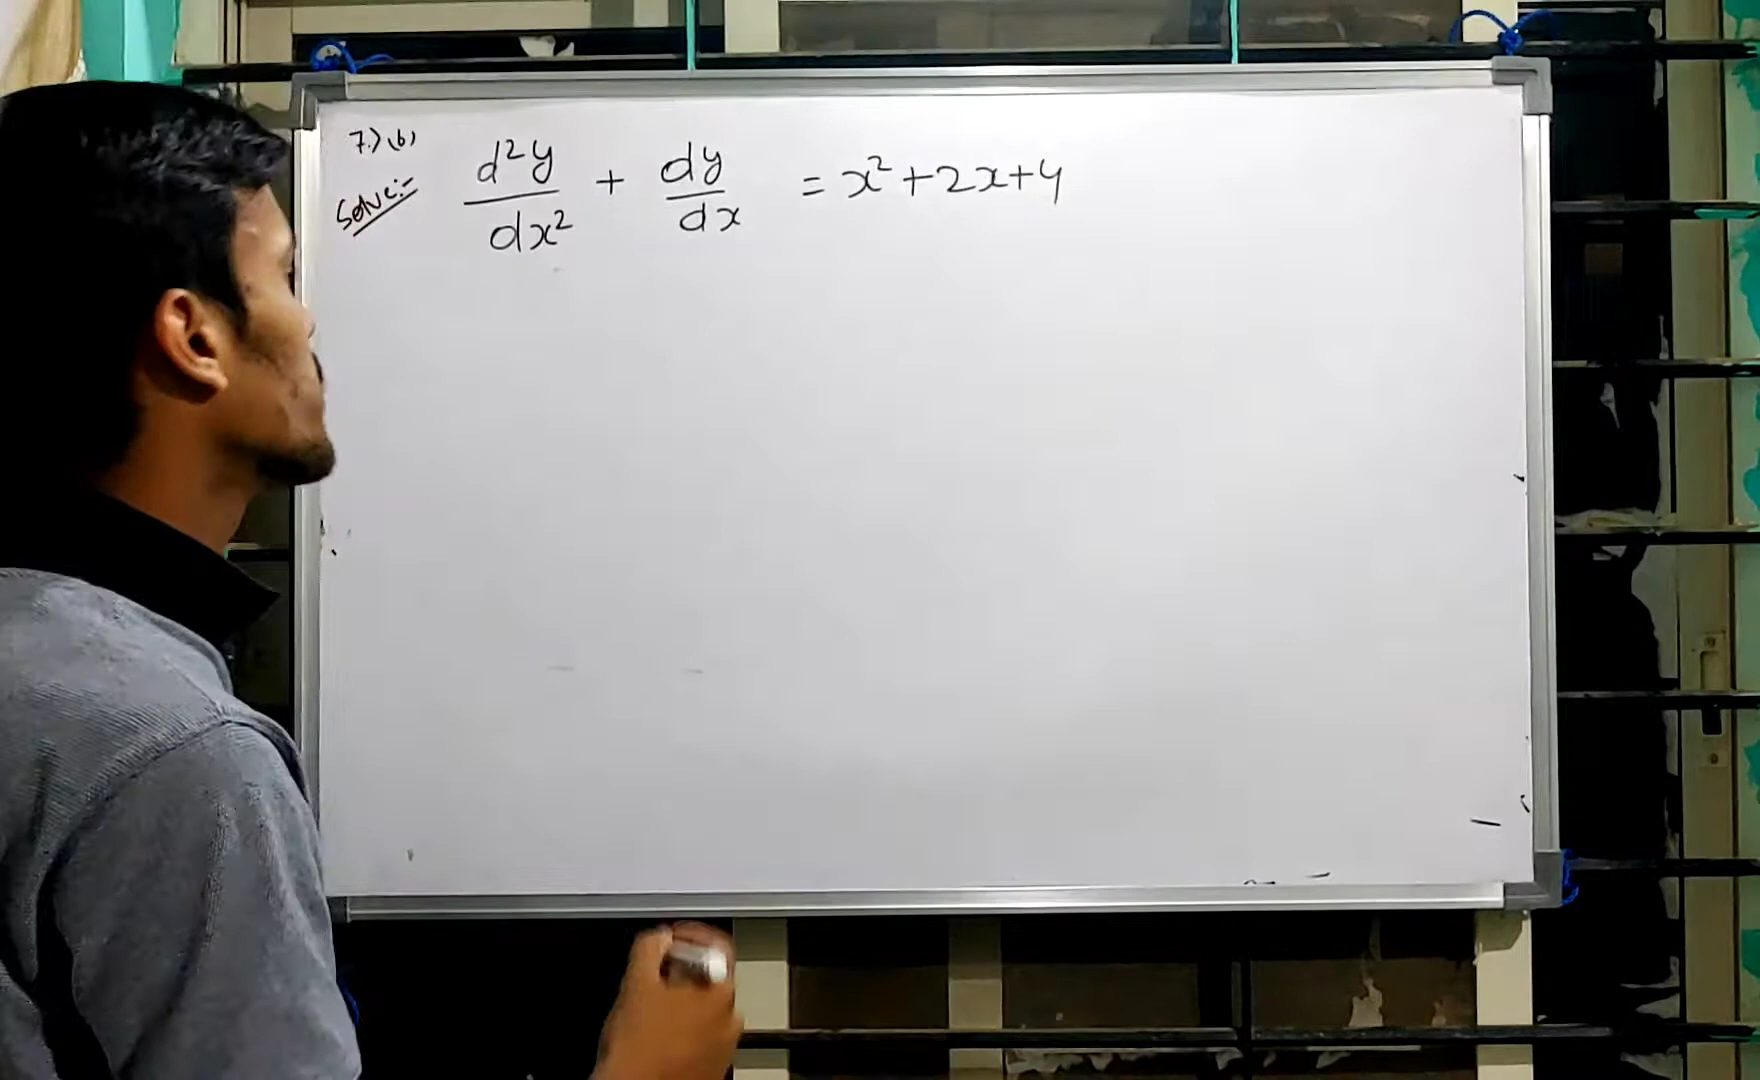 7.) (b)
Solve:- d²y/dx² + dy/dx = x²+2x+4